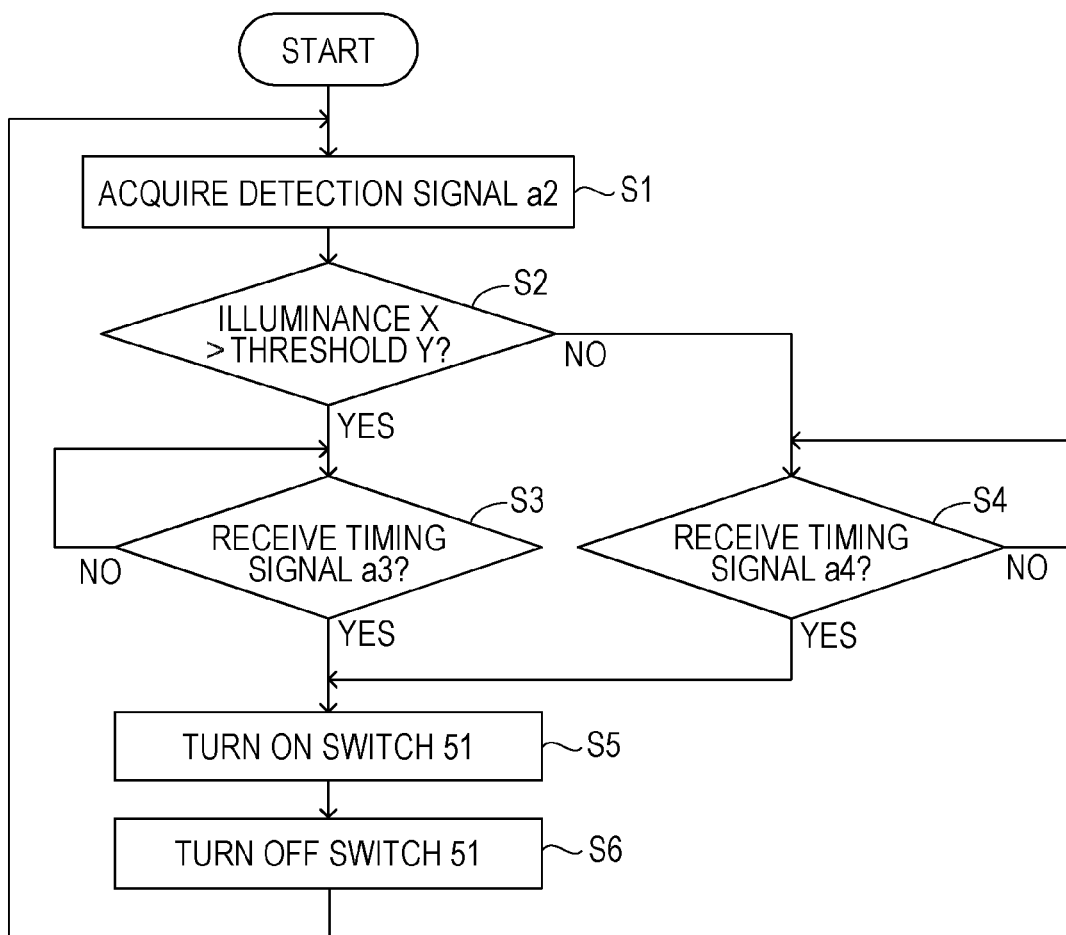 START
ACQUIRE DETECTION SIGNAL a2
S1
S2
ILLUMINANCE X
> THRESHOLD Y?
NO
YES
S3
RECEIVE TIMING
SIGNAL a3?
NO
YES
S4
RECEIVE TIMING
SIGNAL a4?
NO
YES
TURN ON SWITCH 51
S5
TURN OFF SWITCH 51
S6